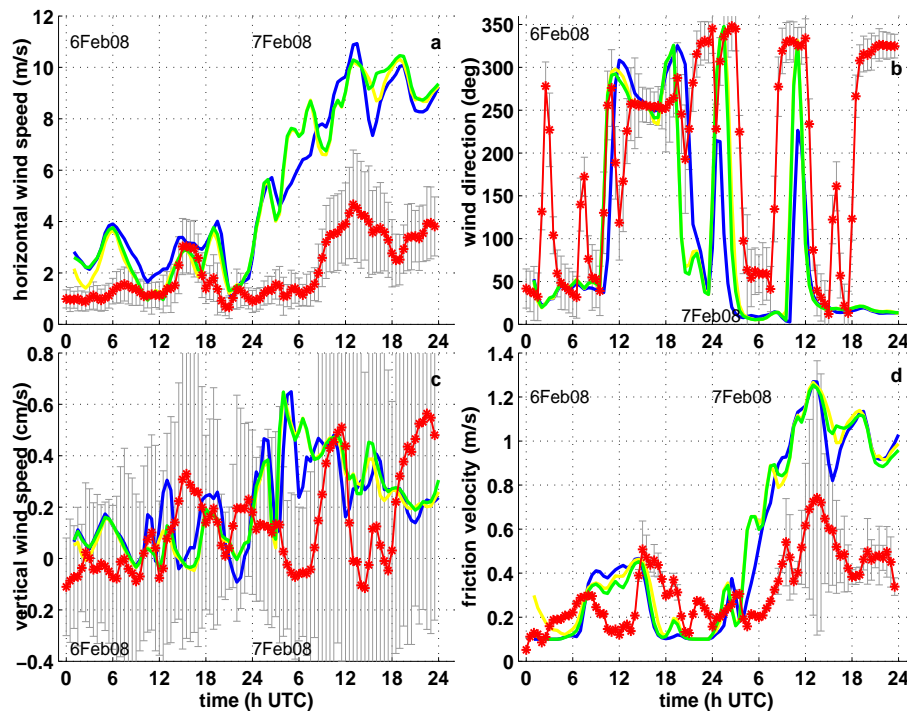 6Feb08 7Feb08 a
horizontal wind speed (m/s)
12
10
8
6
4
2
0
0 6 12 18 24 6 12 18 24
6Feb08
b
wind direction (deg)
350
300
250
200
150
100
50
0
7Feb08
0 6 12 18 24 6 12 18 24
c
vertical wind speed (cm/s)
0.8
0.6
0.4
0.2
0
−0.2
−0.4
6Feb08 7Feb08
0 6 12 18 24 6 12 18 24
time (h UTC)
d
6Feb08 7Feb08
friction velocity (m/s)
1.4
1.2
1
0.8
0.6
0.4
0.2
0
0 6 12 18 24 6 12 18 24
time (h UTC)